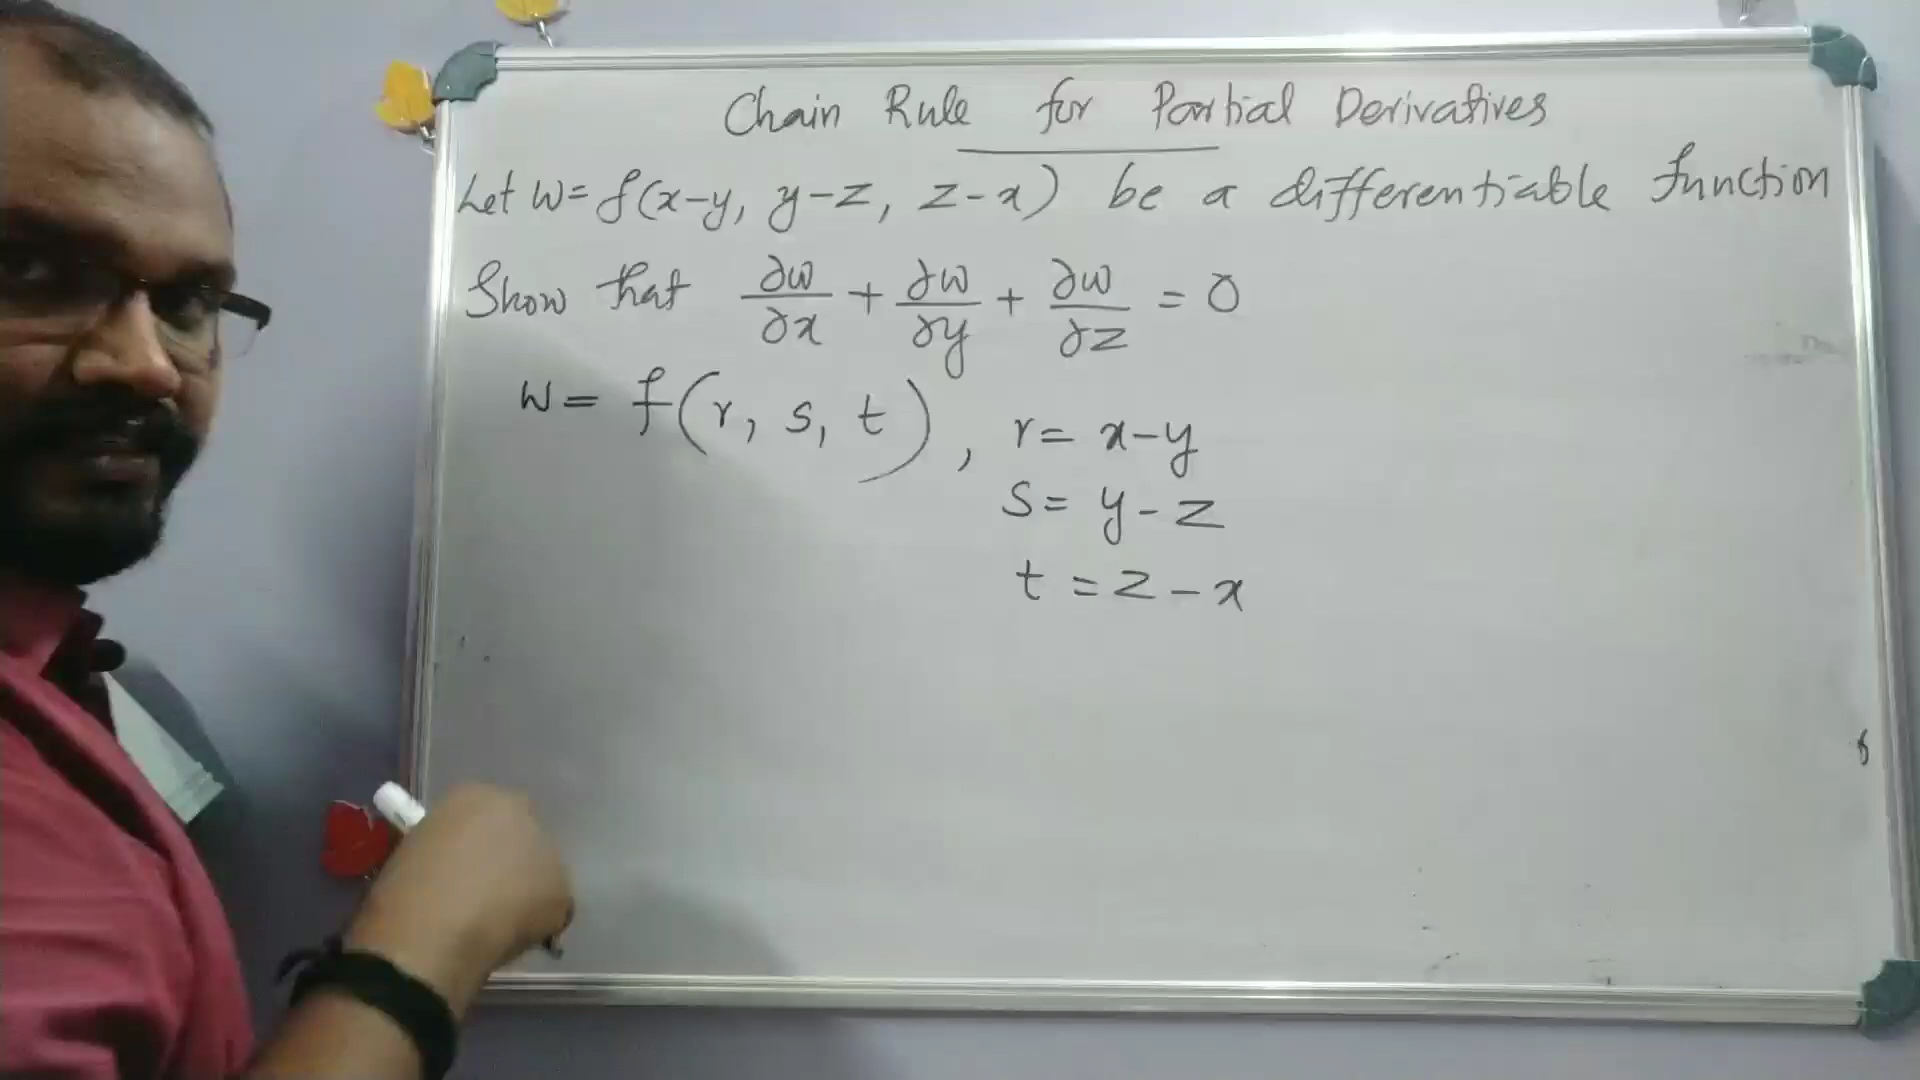 Chain Rule for Partial Derivatives
Let w=f(x-y, y-z, z-x) be a differentiable function
Show that ∂w/∂x + ∂w/∂y + ∂w/∂z = 0
w= f(r, s, t), r= x-y
s= y-z
t =z-x